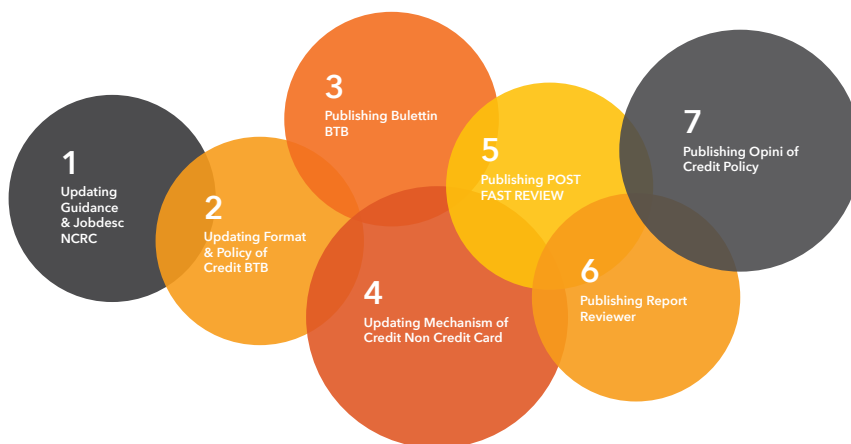 1
Updating
Guidance
& Jobdesc
NCRC
2
Updating Format
& Policy of
Credit BTB
3
Publishing Bulettin
BTB
4
Updating Mechanism of
Credit Non Credit Card
5
Publishing POST
FAST REVIEW
6
Publishing Report
Reviewer
7
Publishing Opini of
Credit Policy